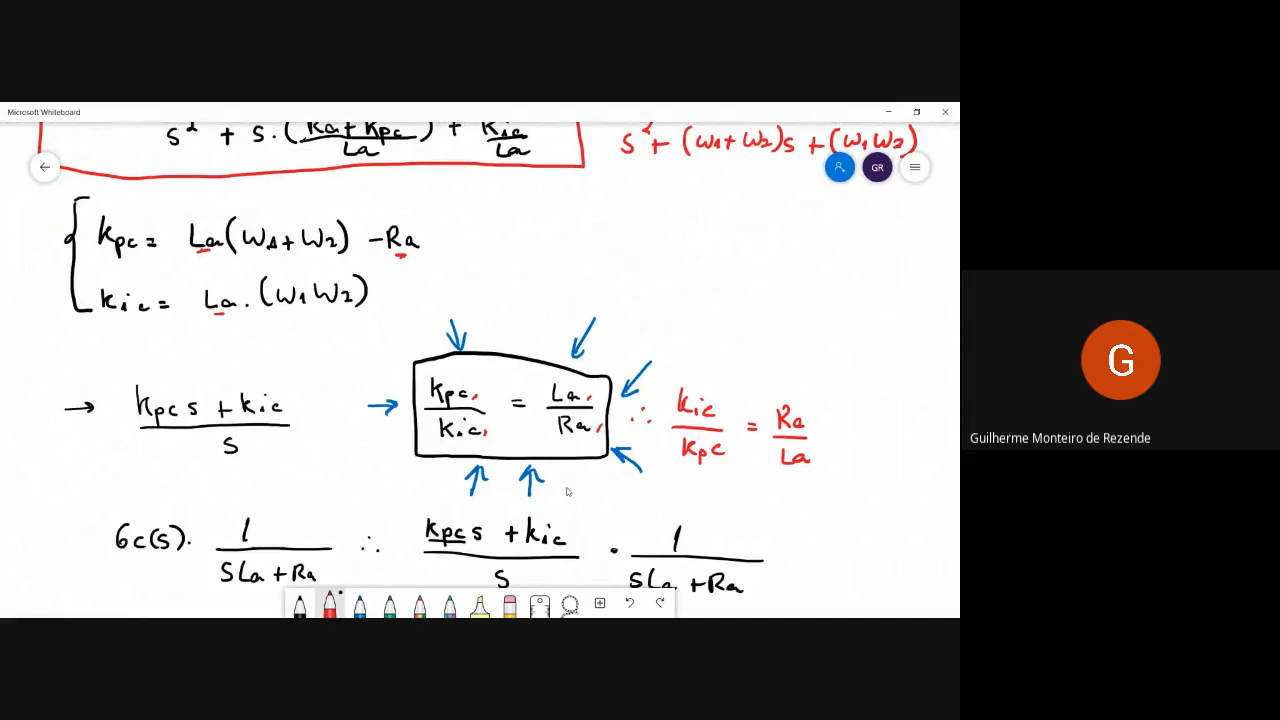 Microsoft Whiteboard
s² + s.(Ra+Kpc/La) + Kic/La
s² + (ω1+ω2)s + (ω1ω2)
GR
Kpc = La(ω1+ω2) - Ra
Kic = La.(ω1ω2)
→ Kpc s + Kic / s
Kpc/Kic = La/Ra ∴ Kic/Kpc = Ra/La
Gc(s). 1/sLa+Ra ∴ Kpc s + Kic / s . 1/sLa+Ra
G
Guilherme Monteiro de Rezende